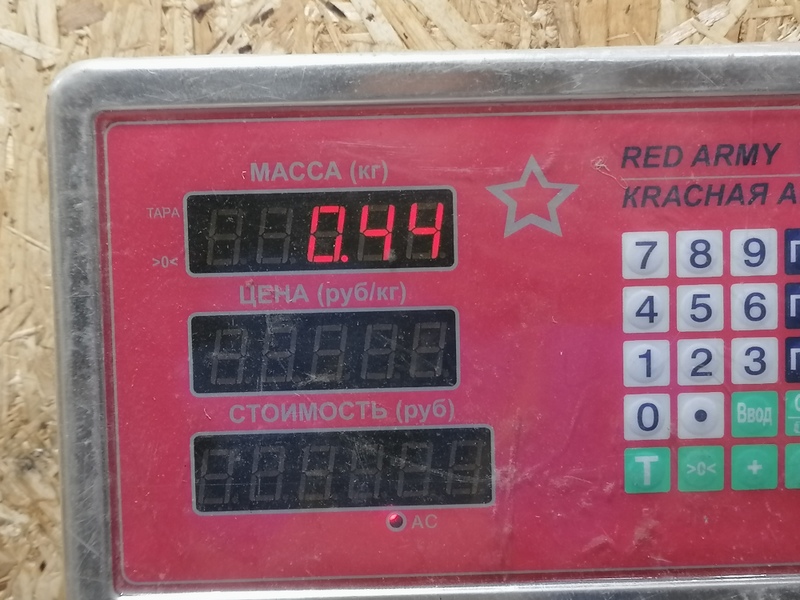 МАССА (кг)
ТАРА
>0<
0.44
ЦЕНА (руб/кг)
СТОИМОСТЬ (руб)
AC
RED ARMY
КRАСНАЯ А
7 8 9 П
4 5 6 П
1 2 3 П
0 • Ввод
T >0< +